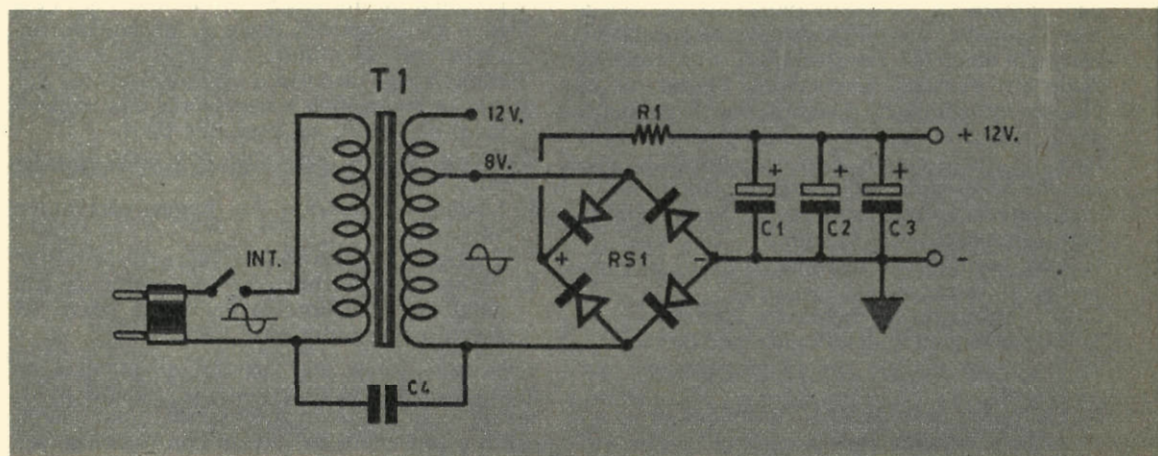 T1
12V.
8V.
R1
+ 12V.
+
+
+
C1
C2
C3
INT.
+
RS1
-
-
C4